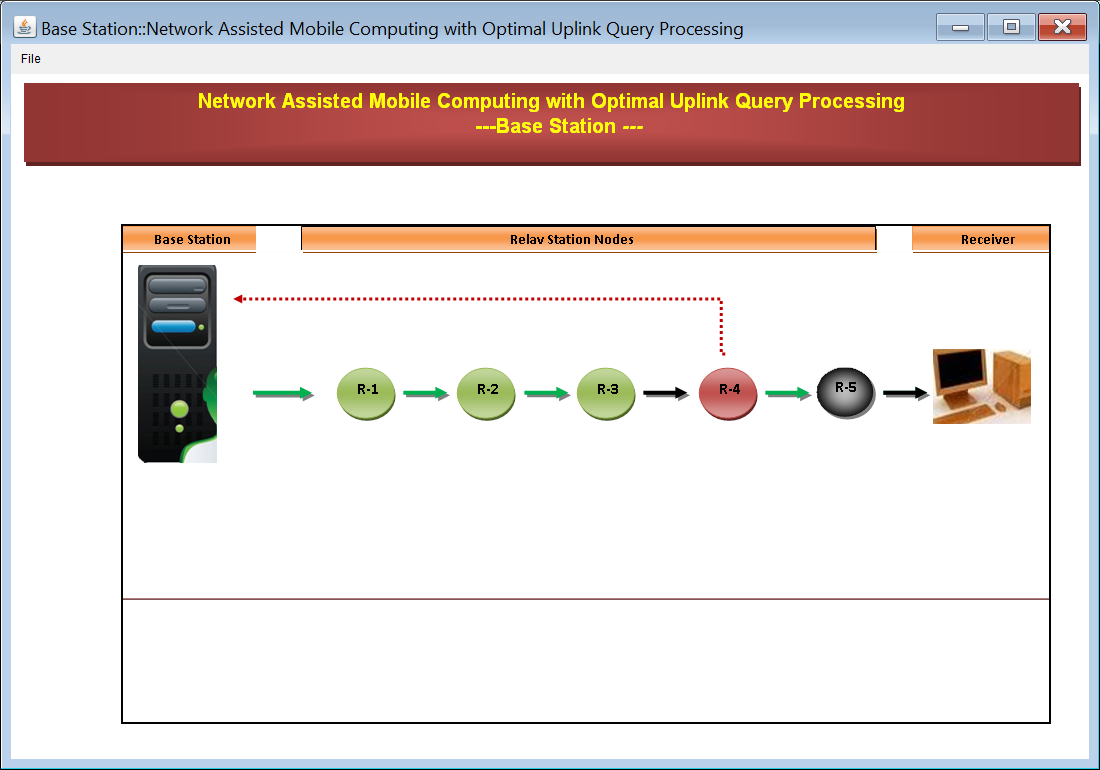 Base Station::Network Assisted Mobile Computing with Optimal Uplink Query Processing
File
Network Assisted Mobile Computing with Optimal Uplink Query Processing
---Base Station ---
Base Station
Relav Station Nodes
Receiver
R-1
R-2
R-3
R-4
R-5